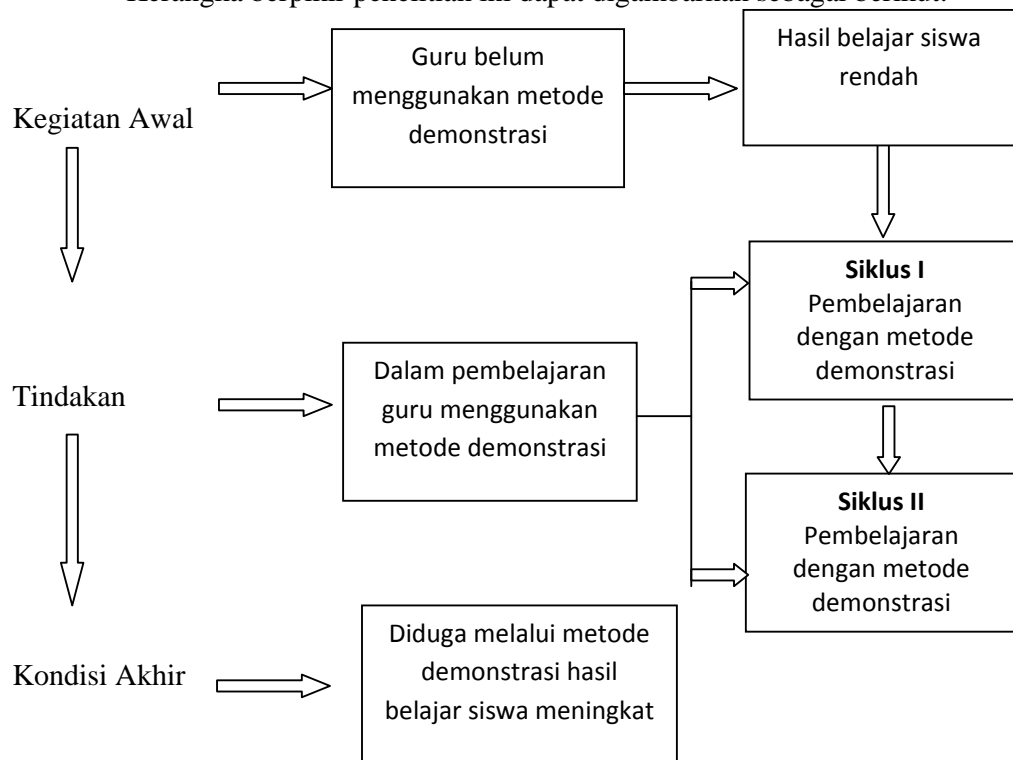 Kerangka berpikir penelitian ini dapat digambarkan sebagai berikut:
Kegiatan Awal
Guru belum
menggunakan metode
demonstrasi
Hasil belajar siswa
rendah
Tindakan
Dalam pembelajaran
guru menggunakan
metode demonstrasi
Siklus I
Pembelajaran
dengan metode
demonstrasi
Siklus II
Pembelajaran
dengan metode
demonstrasi
Kondisi Akhir
Diduga melalui metode
demonstrasi hasil
belajar siswa meningkat